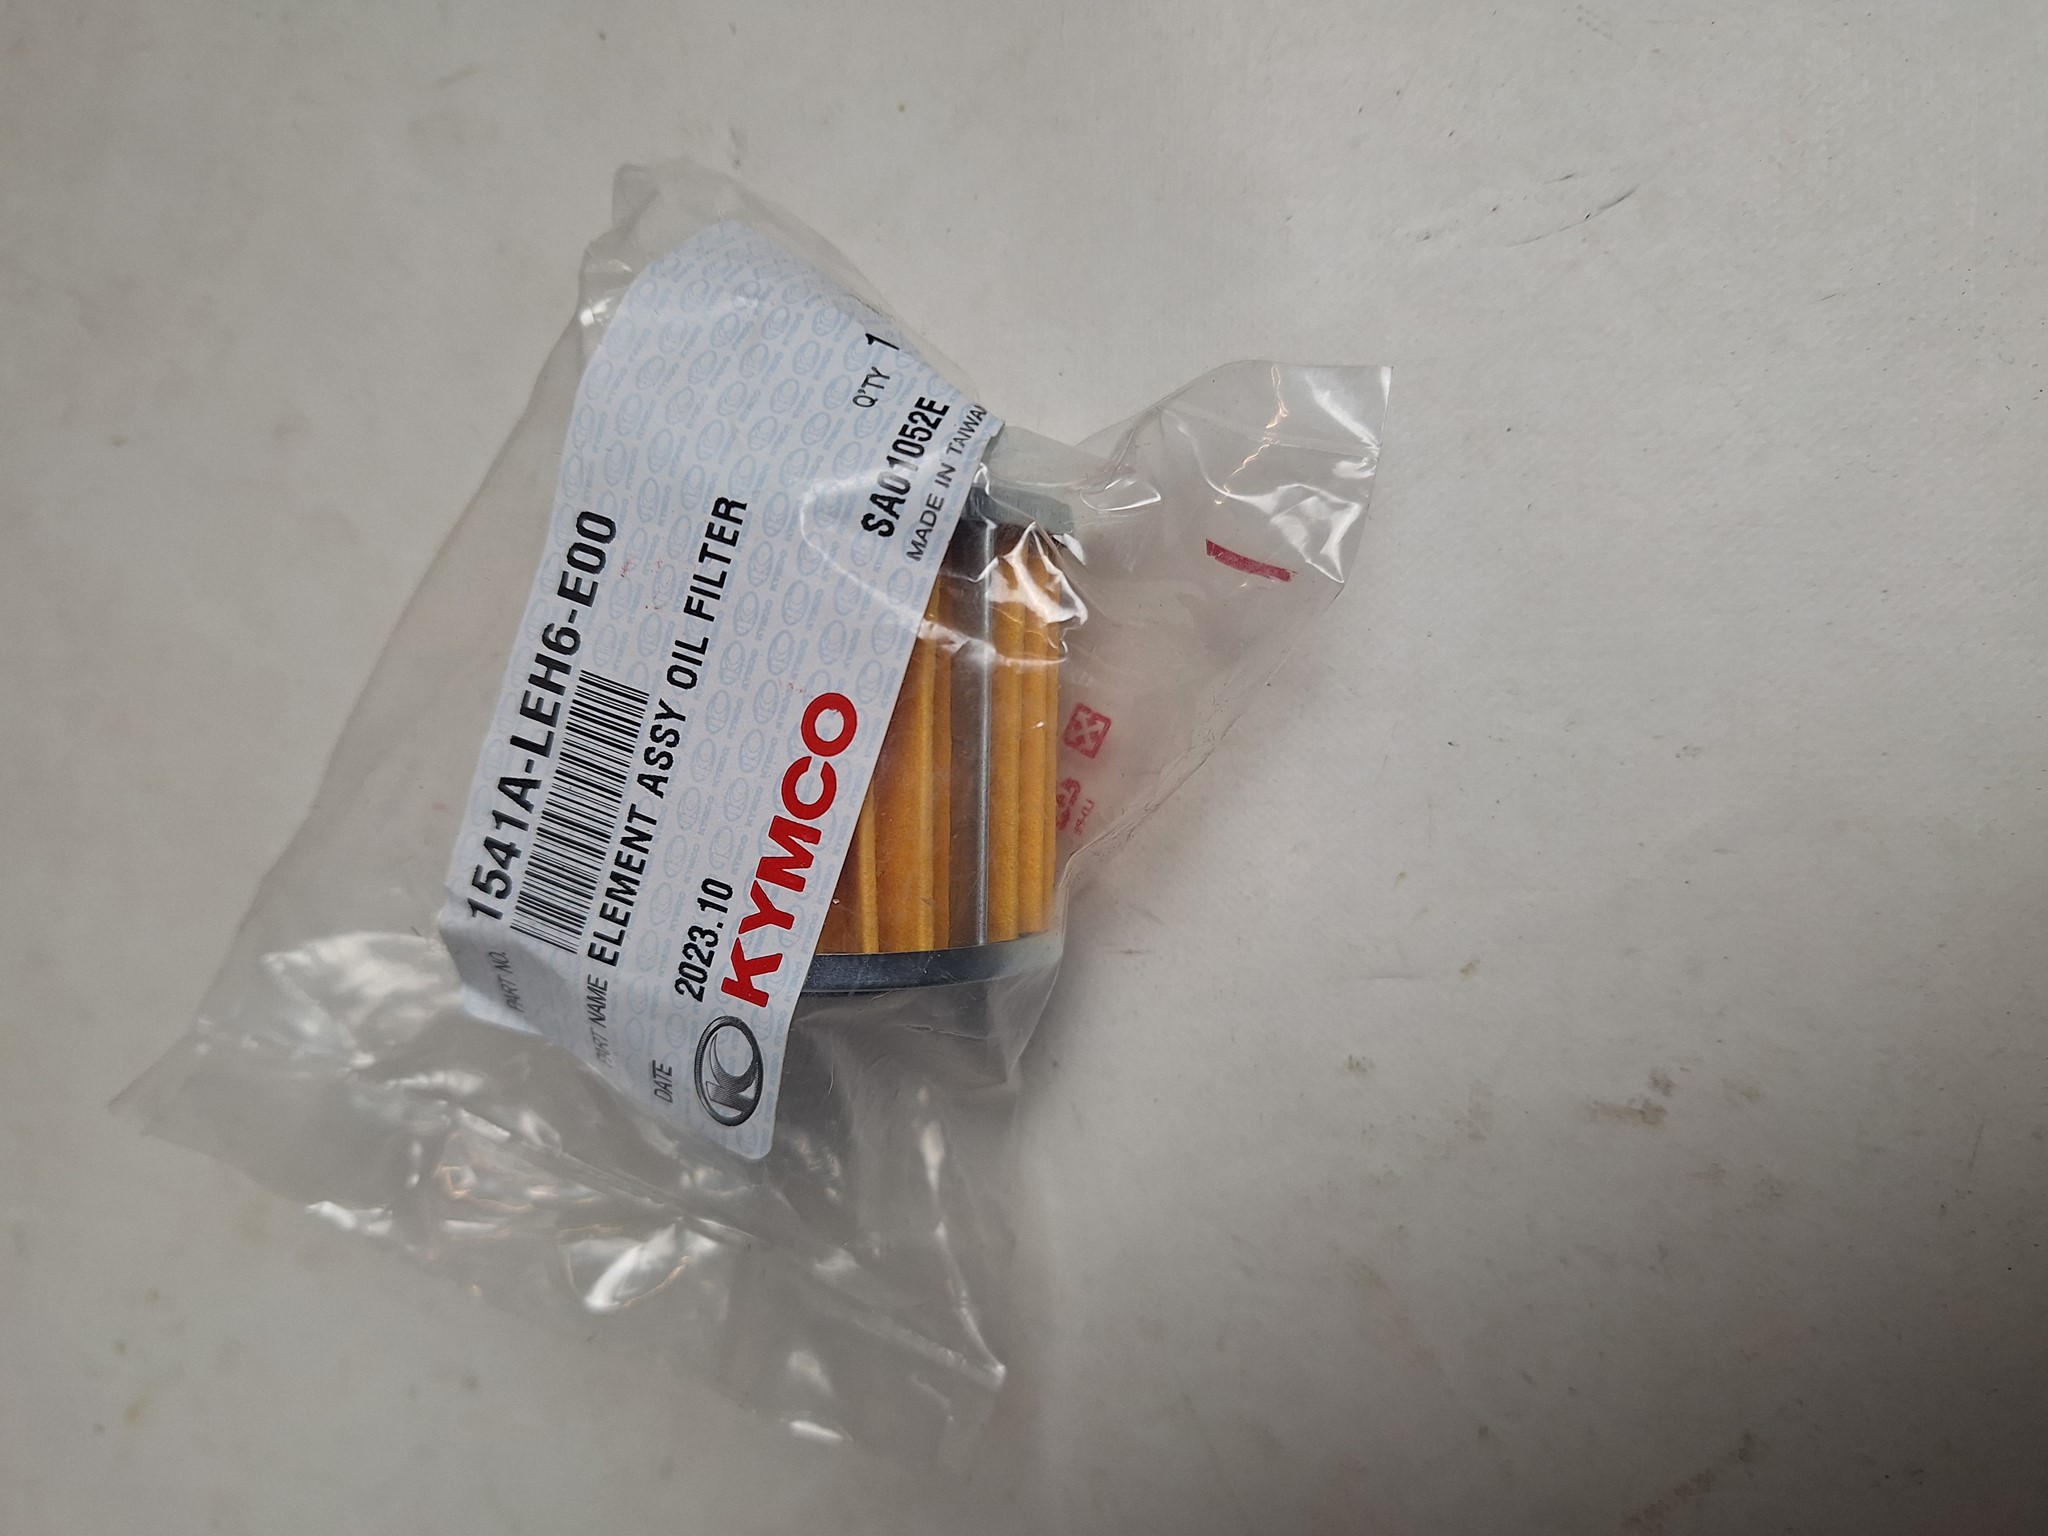 PART NO. 1541A-LEH6-E00
PART NAME ELEMENT ASSY OIL FILTER
Q'TY 1
DATE 2023.10
SA01052E
KYMCO
MADE IN TAIWAN